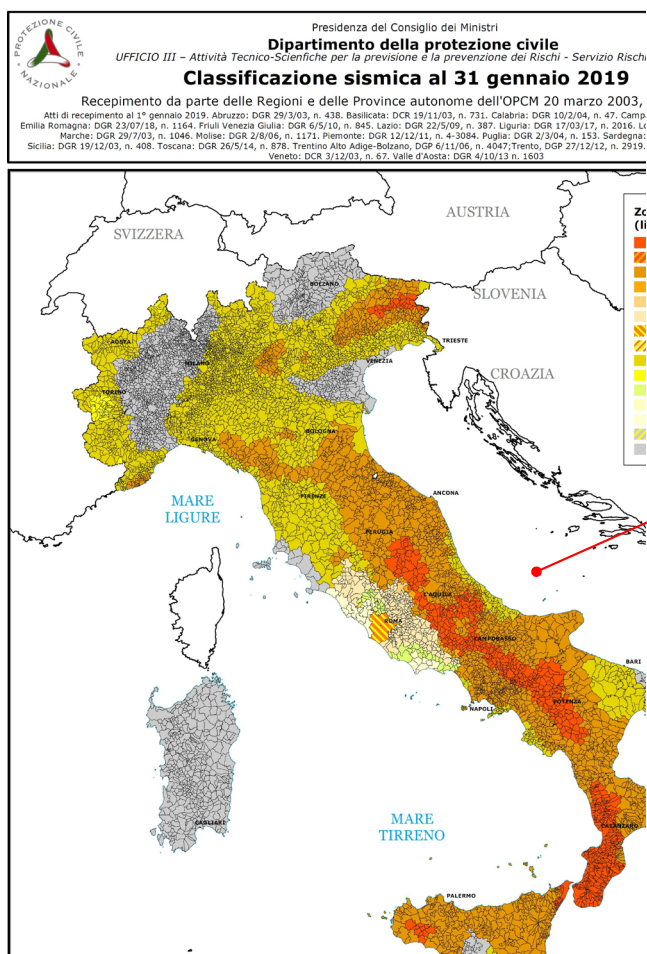 PROTEZIONE CIVILE
NAZIONALE
Presidenza del Consiglio dei Ministri
Dipartimento della protezione civile
UFFICIO III – Attività Tecnico-Scienfiche per la previsione e la prevenzione dei Rischi - Servizio Rischi
Classificazione sismica al 31 gennaio 2019
Recepimento da parte delle Regioni e delle Province autonome dell'OPCM 20 marzo 2003,
Atti di recepimento al 1° gennaio 2019. Abruzzo: DGR 29/3/03, n. 438. Basilicata: DCR 19/11/03, n. 731. Calabria: DGR 10/2/04, n. 47. Camp
Emilia Romagna: DGR 23/07/18, n. 1164. Friuli Venezia Giulia: DGR 6/5/10, n. 845. Lazio: DGR 22/5/09, n. 387. Liguria: DGR 17/03/17, n. 2016. Lo
Marche: DGR 29/7/03, n. 1046. Molise: DGR 2/8/06, n. 1171. Piemonte: DGR 12/12/11, n. 4-3084. Puglia: DGR 2/3/04, n. 153. Sardegna:
Sicilia: DGR 19/12/03, n. 408. Toscana: DGR 26/5/14, n. 878. Trentino Alto Adige-Bolzano, DGP 6/11/06, n. 4047;Trento, DGP 27/12/12, n. 2919.
Veneto: DCR 3/12/03, n. 67. Valle d'Aosta: DGR 4/10/13 n. 1603
Zo
(li
AUSTRIA
SVIZZERA
BOLZANO
SLOVENIA
AOSTA
TRIESTE
MILANO
VENEZIA
CROAZIA
TORINO
BOLOGNA
GENOVA
ANCONA
FIRENZE
MARE
LIGURE
PERUGIA
L'AQUILA
ROMA
CAMPOBASSO
BARI
POTENZA
NAPOLI
CAGLIARI
MARE
TIRRENO
CATANZARO
PALERMO